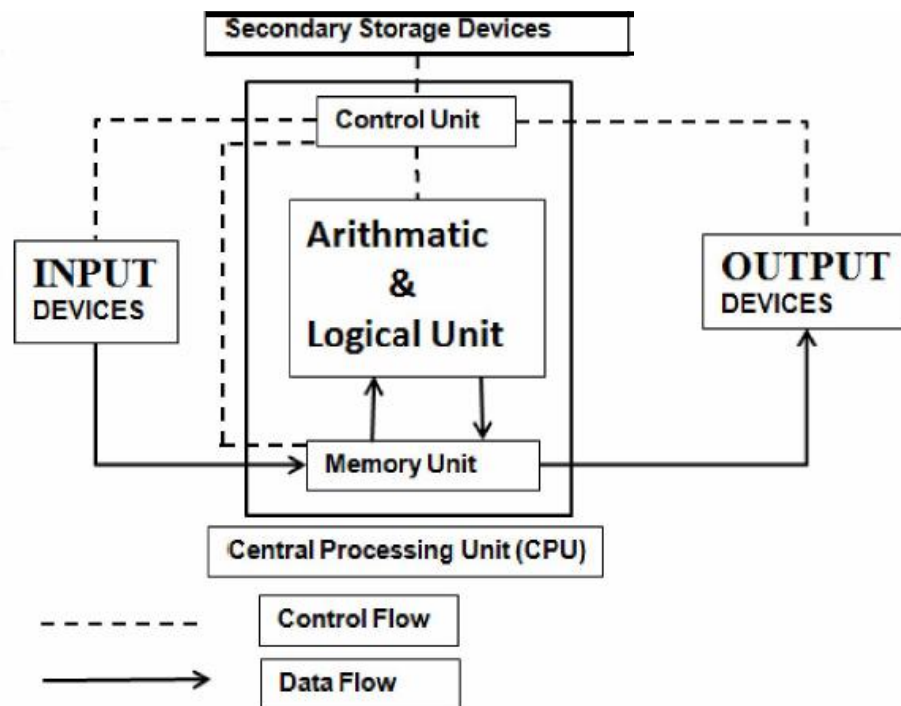 Secondary Storage Devices
Control Unit
Arithmatic
&
Logical Unit
INPUT
DEVICES
OUTPUT
DEVICES
Memory Unit
Central Processing Unit (CPU)
Control Flow
Data Flow